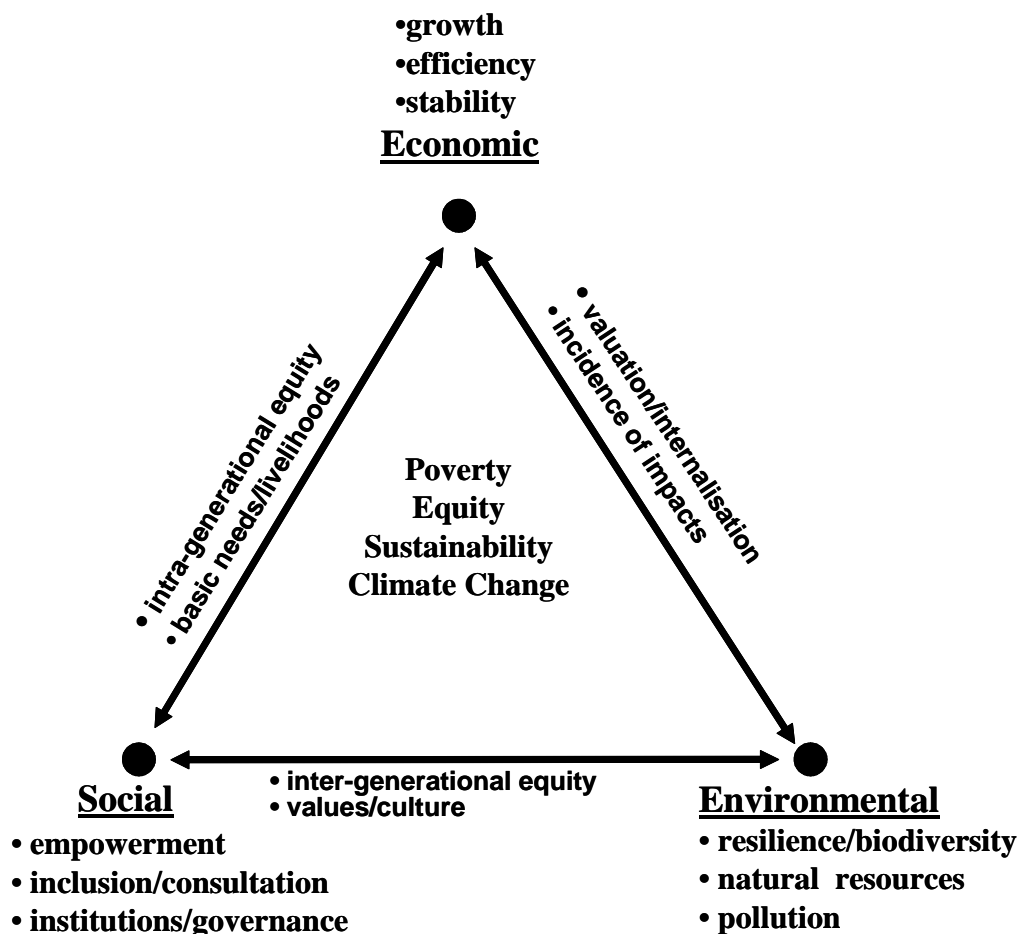 •growth
•efficiency
•stability
Economic
• intra-generational equity
• basic needs/livelihoods
• valuation/internalisation
• incidence of impacts
Poverty
Equity
Sustainability
Climate Change
• inter-generational equity
• values/culture
Social
• empowerment
• inclusion/consultation
• institutions/governance
Environmental
• resilience/biodiversity
• natural resources
• pollution